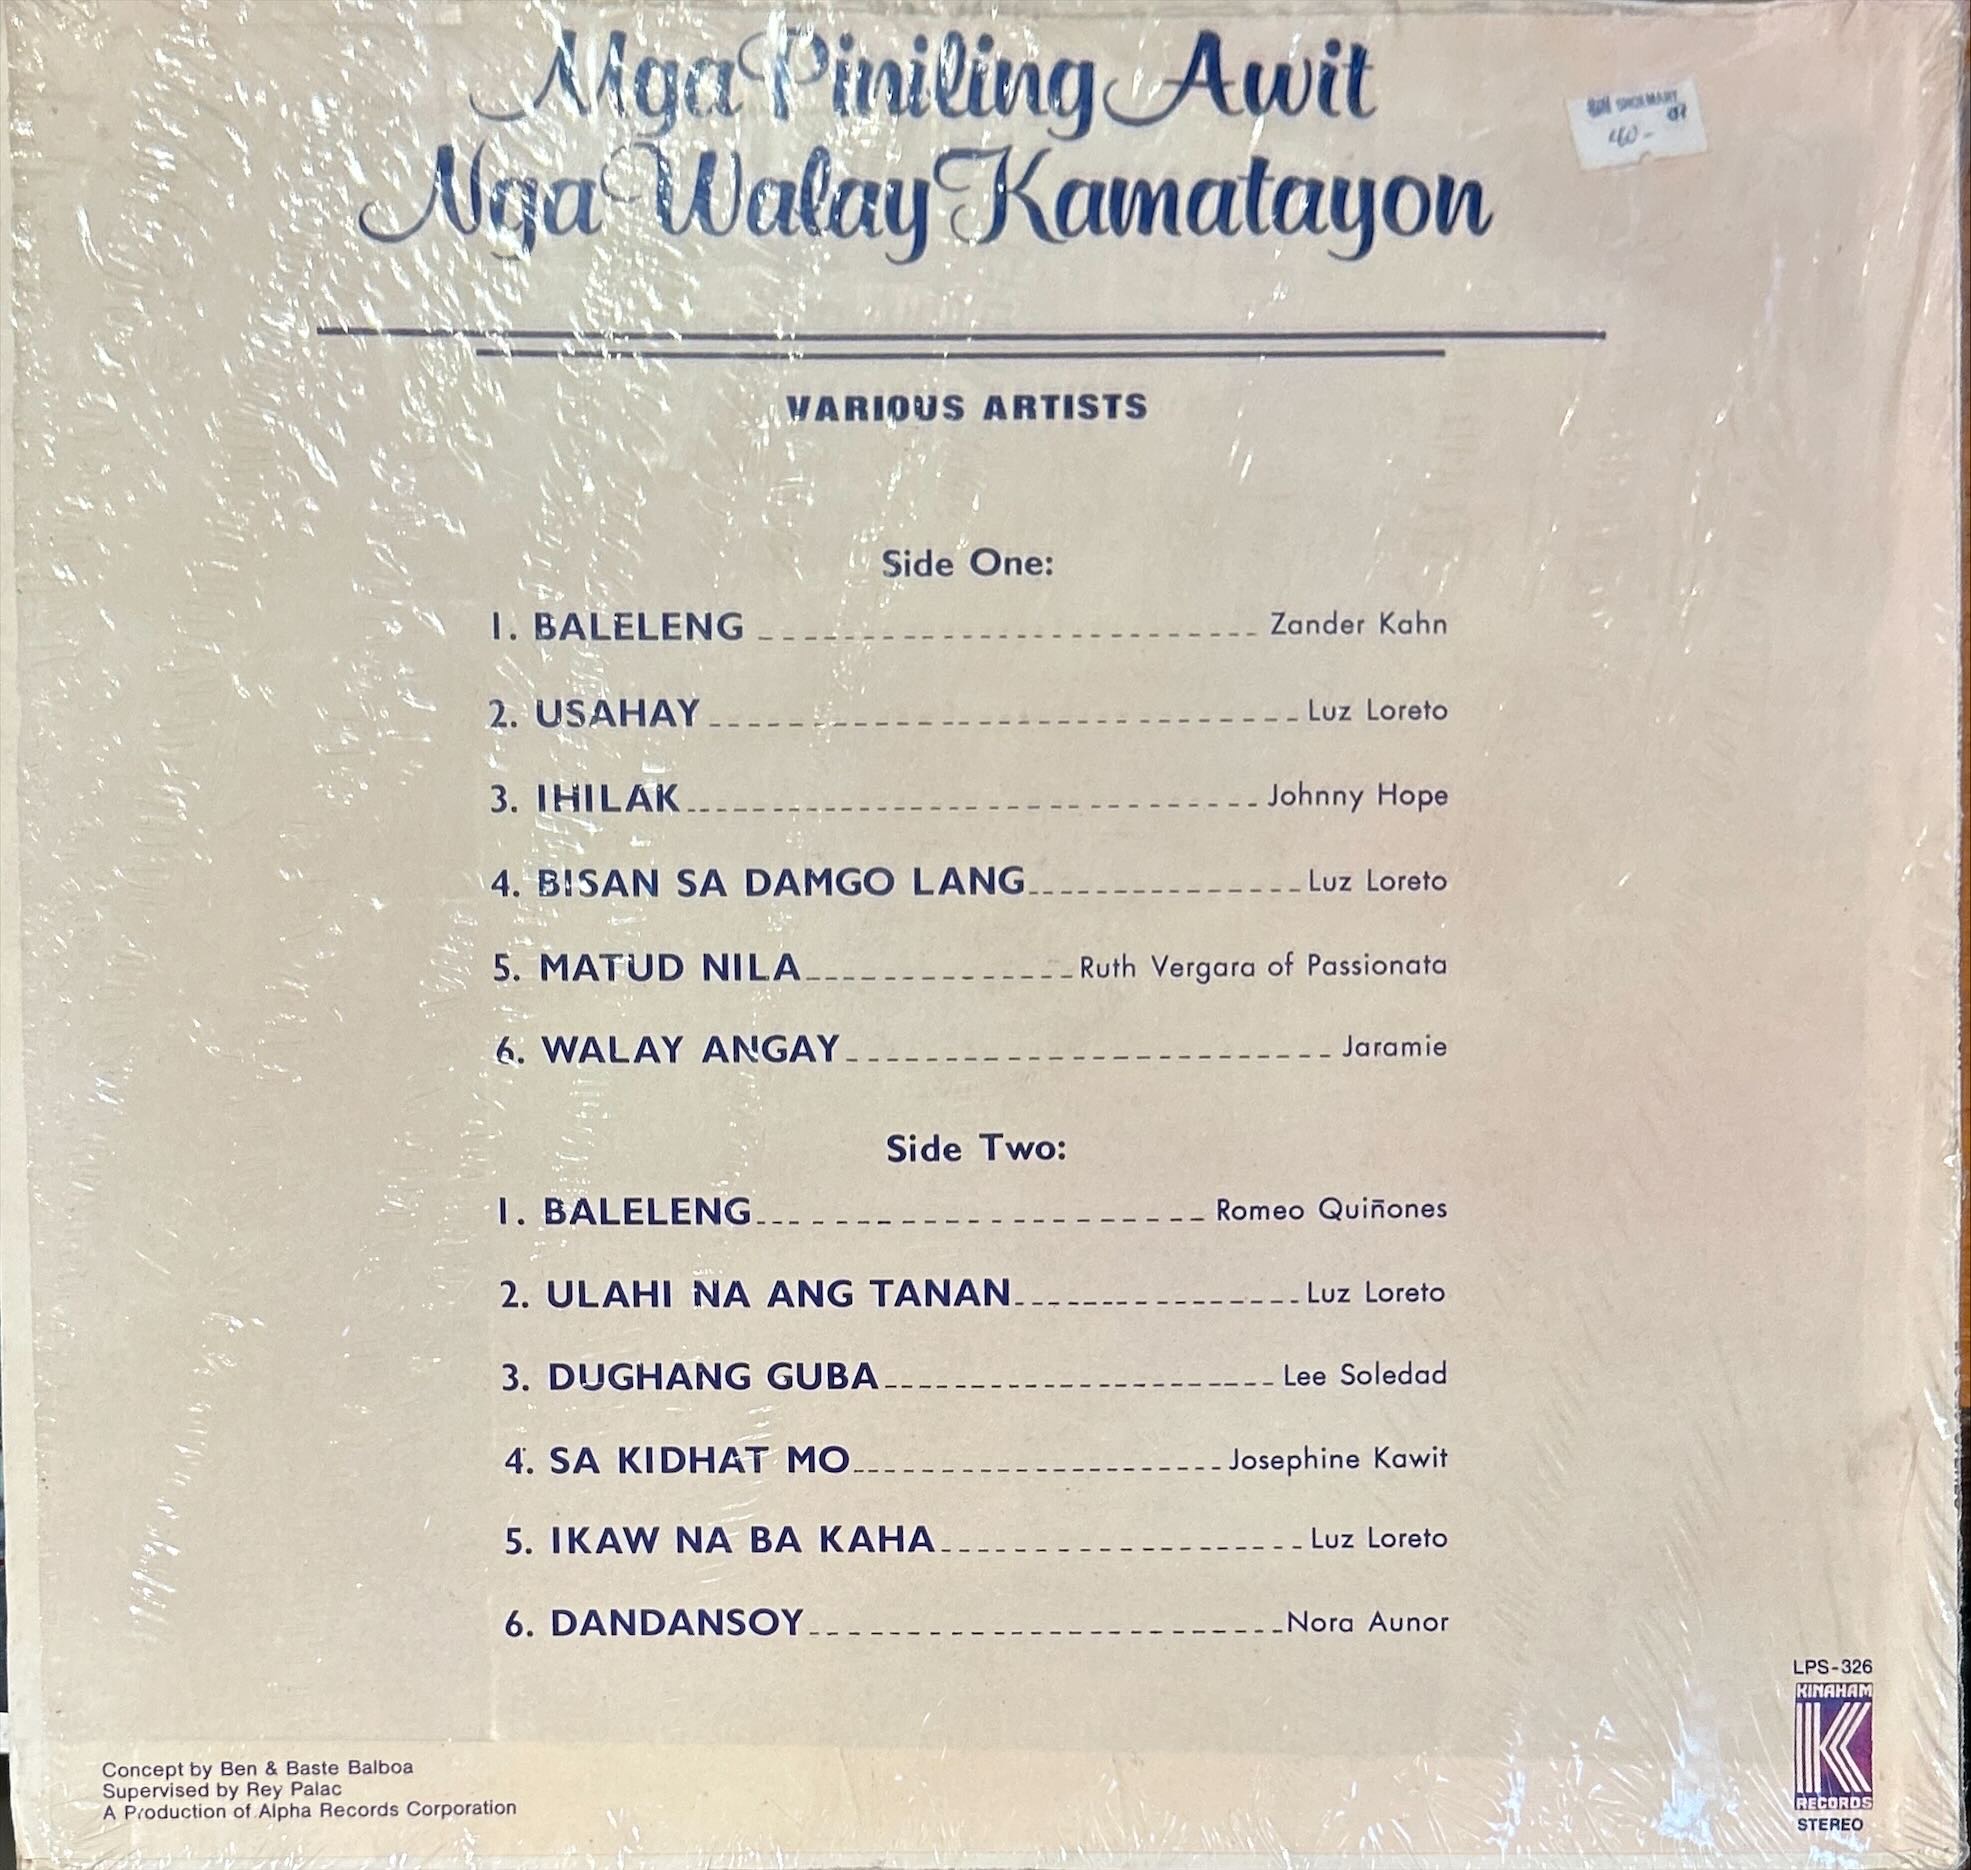 Mga Piniling Awit
Nga Walay Kamatayon
SHOEMART
40-
VARIOUS ARTISTS
Side One:
1. BALELENG Zander Kahn
2. USAHAY Luz Loreto
3. IHILAK Johnny Hope
4. BISAN SA DAMGO LANG Luz Loreto
5. MATUD NILA Ruth Vergara of Passionata
6. WALAY ANGAY Jaramie
Side Two:
1. BALELENG Romeo Quiñones
2. ULAHI NA ANG TANAN Luz Loreto
3. DUGHANG GUBA Lee Soledad
4. SA KIDHAT MO Josephine Kawit
5. IKAW NA BA KAHA Luz Loreto
6. DANDANSOY Nora Aunor
LPS-326
KINAHAM
K
RECORDS
STEREO
Concept by Ben & Baste Balboa
Supervised by Rey Palac
A Production of Alpha Records Corporation